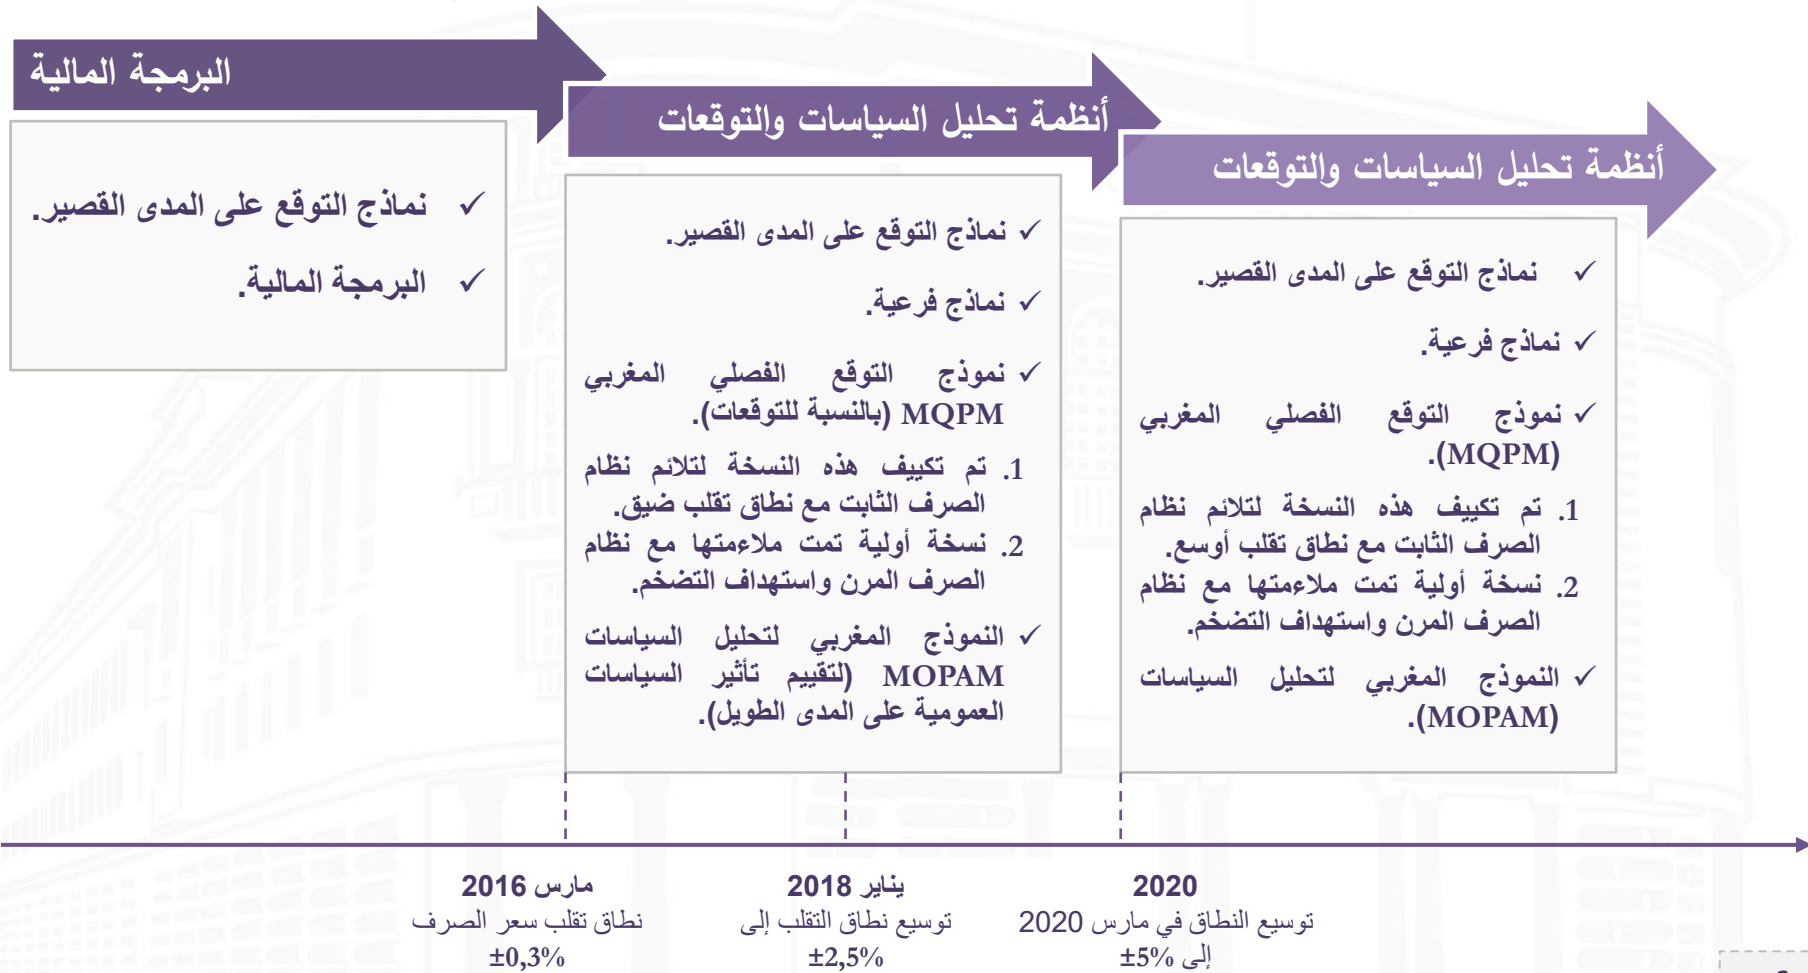 البرمجة المالية
✓ نماذج التوقع على المدى القصير.
✓ البرمجة المالية.
أنظمة تحليل السياسات والتوقعات
✓ نماذج التوقع على المدى القصير.
✓ نماذج فرعية.
✓ نموذج التوقع الفصلي المغربي
MQPM (بالنسبة للتوقعات).
1. تم تكييف هذه النسخة لتلائم نظام
الصرف الثابت مع نطاق تقلب ضيق.
2. نسخة أولية تمت ملاءمتها مع نظام
الصرف المرن واستهداف التضخم.
✓ النموذج المغربي لتحليل السياسات
MOPAM (لتقييم تأثير السياسات
العمومية على المدى الطويل).
أنظمة تحليل السياسات والتوقعات
✓ نماذج التوقع على المدى القصير.
✓ نماذج فرعية.
✓ نموذج التوقع الفصلي المغربي
(MQPM).
1. تم تكييف هذه النسخة لتلائم نظام
الصرف الثابت مع نطاق تقلب أوسع.
2. نسخة أولية تمت ملاءمتها مع نظام
الصرف المرن واستهداف التضخم.
✓ النموذج المغربي لتحليل السياسات
(MOPAM).
مارس 2016
نطاق تقلب سعر الصرف
±0,3%
يناير 2018
توسيع نطاق التقلب إلى
±2,5%
2020
توسيع النطاق في مارس 2020
إلى ±5%